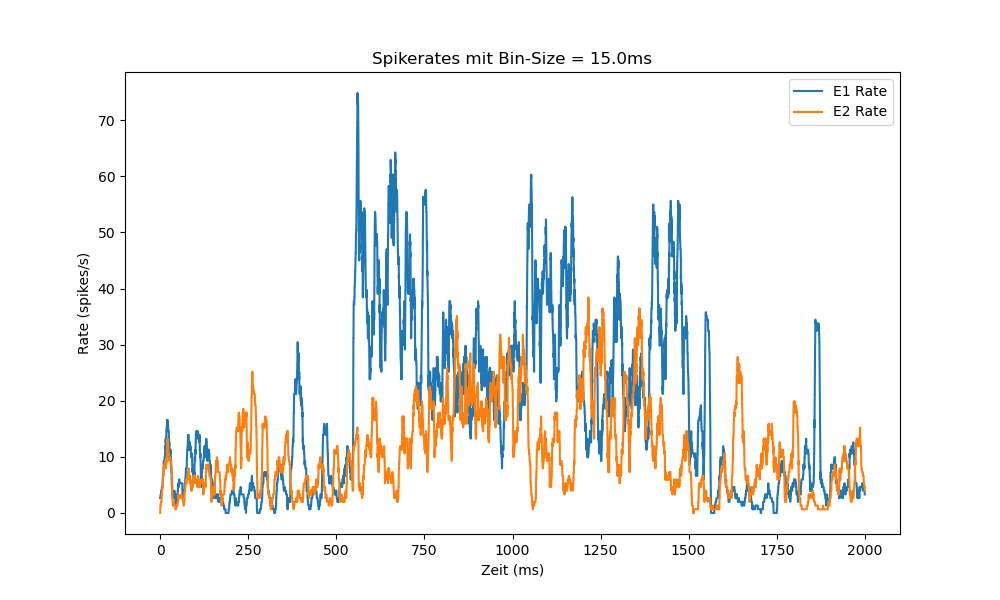 Spikerates mit Bin-Size = 15.0ms
E1 Rate
E2 Rate
70
60
50
40
30
20
10
0
Rate (spikes/s)
0 250 500 750 1000 1250 1500 1750 2000
Zeit (ms)